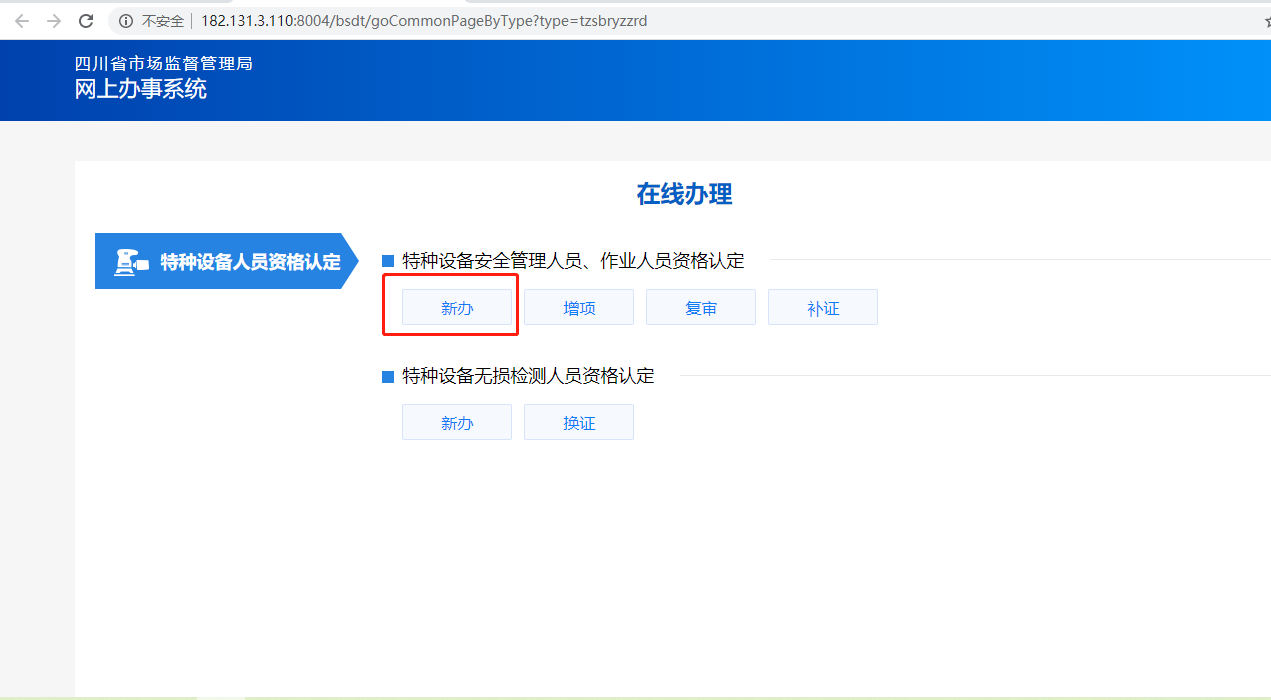 不安全 182.131.3.110:8004/bsdt/goCommonPageByType?type=tzsbryzzrd
四川省市场监督管理局
网上办事系统
在线办理
特种设备人员资格认定
特种设备安全管理人员、作业人员资格认定
新办 增项 复审 补证
特种设备无损检测人员资格认定
新办 换证